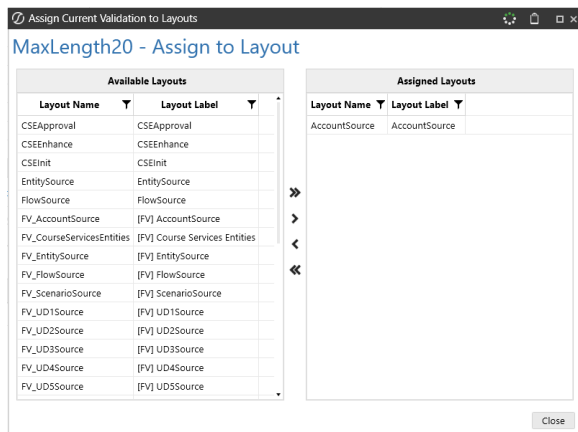 Assign Current Validation to Layouts
MaxLength20 - Assign to Layout
Available Layouts
Layout Name Layout Label
CSEApproval CSEApproval
CSEEnhance CSEEnhance
CSEInit CSEInit
EntitySource EntitySource
FlowSource FlowSource
FV_AccountSource [FV] AccountSource
FV_CourseServicesEntities [FV] Course Services Entities
FV_EntitySource [FV] EntitySource
FV_FlowSource [FV] FlowSource
FV_ScenarioSource [FV] ScenarioSource
FV_UD1Source [FV] UD1Source
FV_UD2Source [FV] UD2Source
FV_UD3Source [FV] UD3Source
FV_UD4Source [FV] UD4Source
FV_UD5Source [FV] UD5Source
Assigned Layouts
Layout Name Layout Label
AccountSource AccountSource
Close